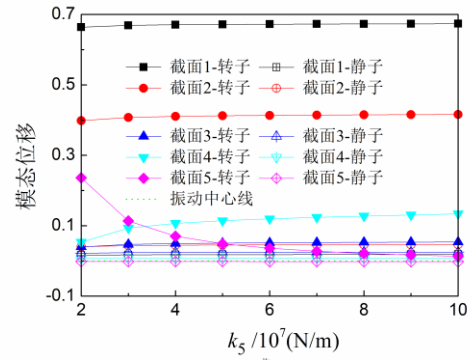 0.7
0.5
0.3
0.1
-0.1
模态位移
截面1-转子 截面1-静子
截面2-转子 截面2-静子
截面3-转子 截面3-静子
截面4-转子 截面4-静子
截面5-转子 截面5-静子
振动中心线
2 3 4 5 6 7 8 9 10
k5 /10^7(N/m)